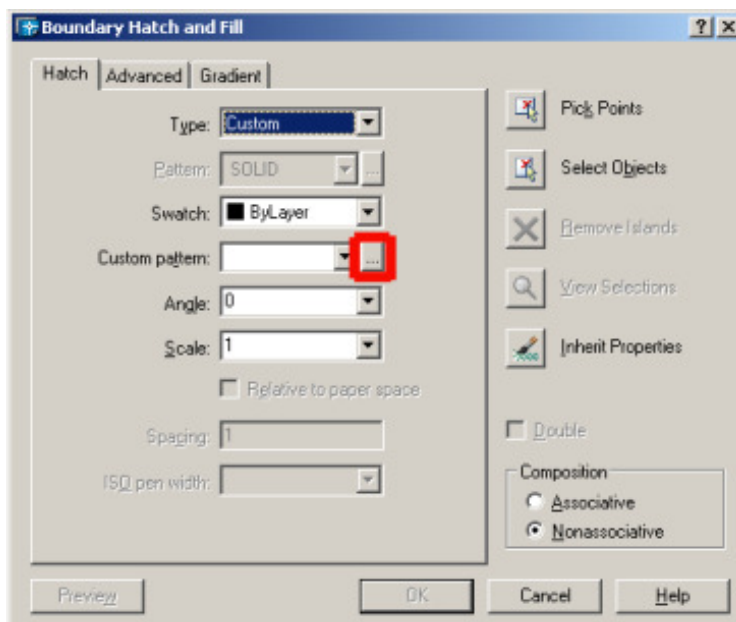 Boundary Hatch and Fill
Hatch Advanced Gradient
Type: Custom
Pattern: SOLID ...
Swatch: ByLayer
Custom pattern: ...
Angle: 0
Scale: 1
Relative to paper space
Spacing: 1
ISO pen width:
Pick Points
Select Objects
Remove Islands
View Selections
Inherit Properties
Double
Composition
Associative
Nonassociative
Preview OK Cancel Help